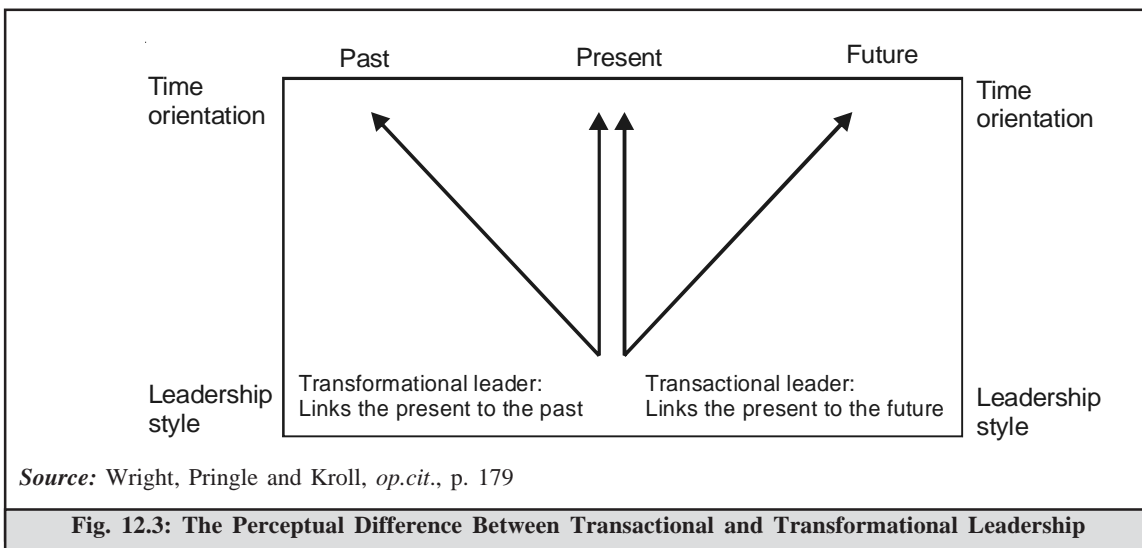 Past Present Future
Time
orientation
Time
orientation
Leadership
style
Transformational leader:
Links the present to the past
Transactional leader:
Links the present to the future
Leadership
style
Source: Wright, Pringle and Kroll, op.cit., p. 179
Fig. 12.3: The Perceptual Difference Between Transactional and Transformational Leadership